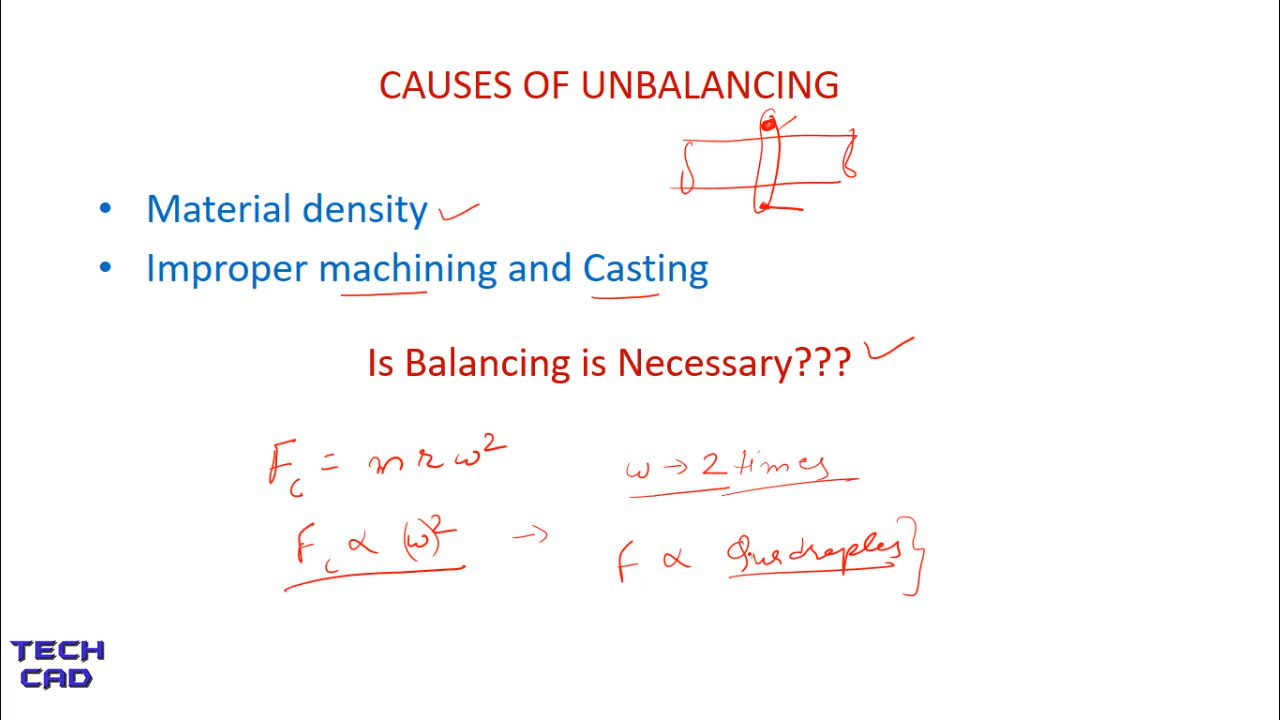 CAUSES OF UNBALANCING
• Material density
• Improper machining and Casting
Is Balancing is Necessary???
Fc = mrω²
ω → 2 times
Fc ∝ (ω)² →
F ∝ Quadraples}
TECH
CAD